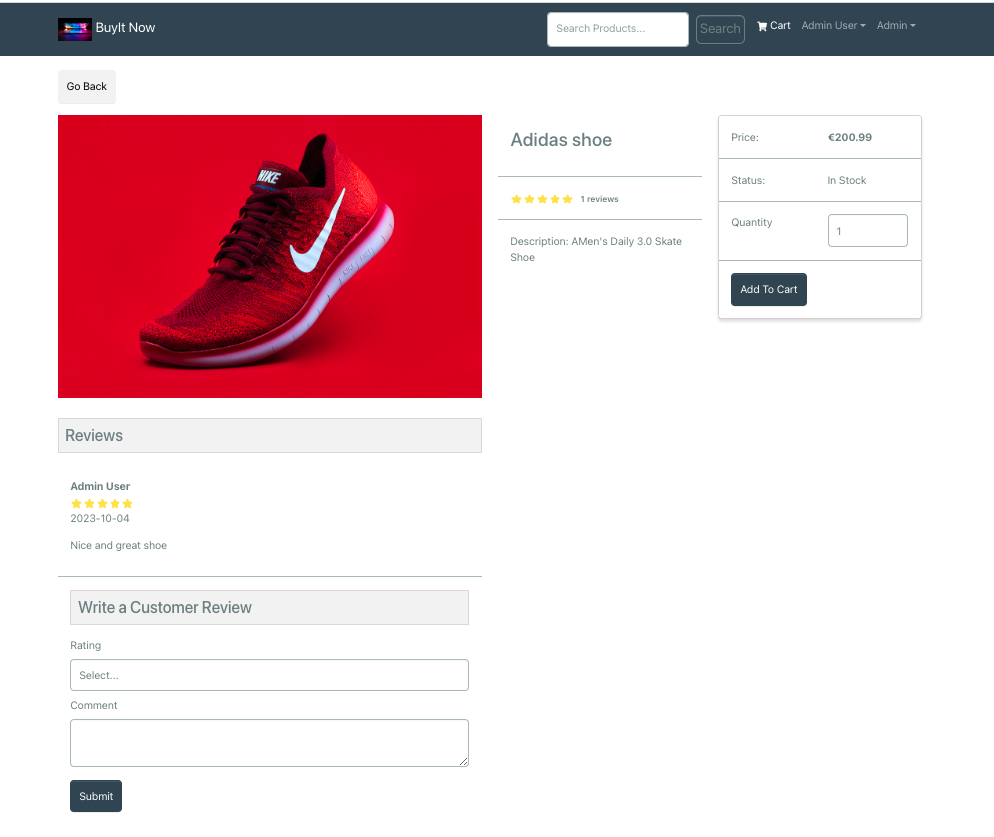 BuyIt Now
Search Products...
Search
Cart
Admin User
Admin
Go Back
NIKE
Adidas shoe
1 reviews
Description: AMen's Daily 3.0 Skate
Shoe
Price:
€200.99
Status:
In Stock
Quantity
1
Add To Cart
Reviews
Admin User
2023-10-04
Nice and great shoe
Write a Customer Review
Rating
Select...
Comment
Submit